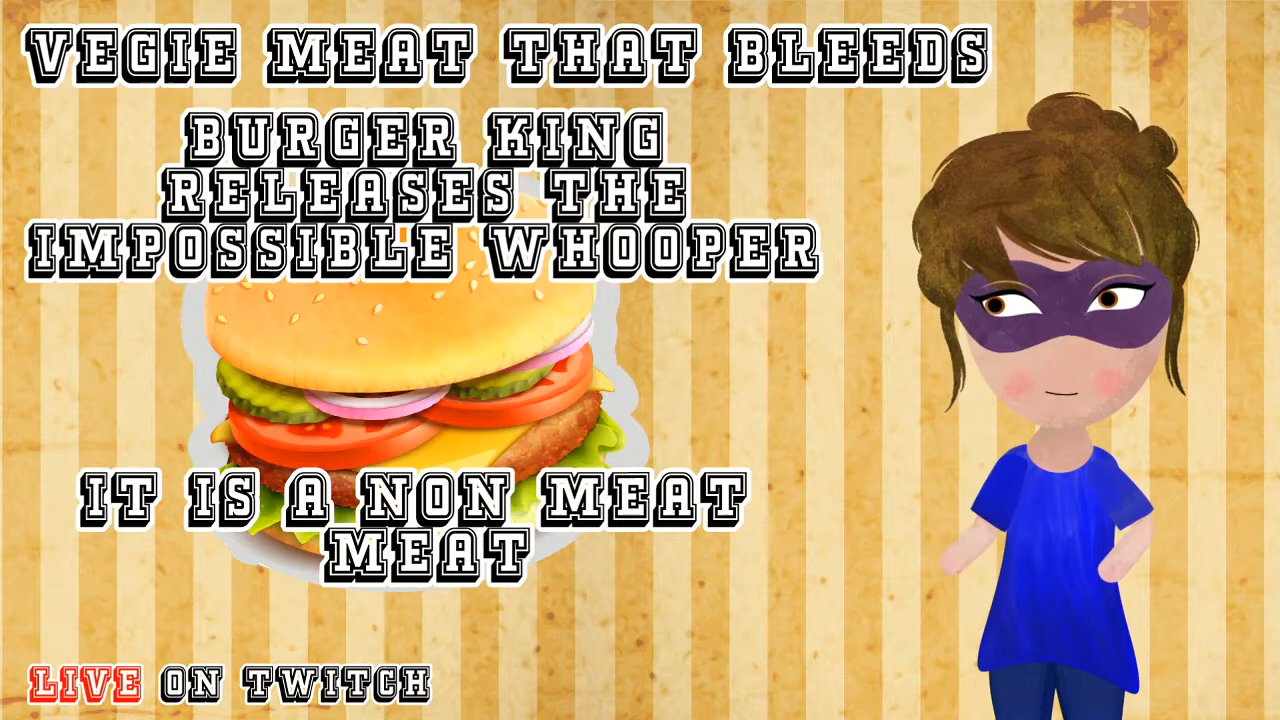 VEGIE MEAT THAT BLEEDS
BURGER KING
RELEASES THE
IMPOSSIBLE WHOOPER
IT IS A NON MEAT
MEAT
LIVE ON TWITCH